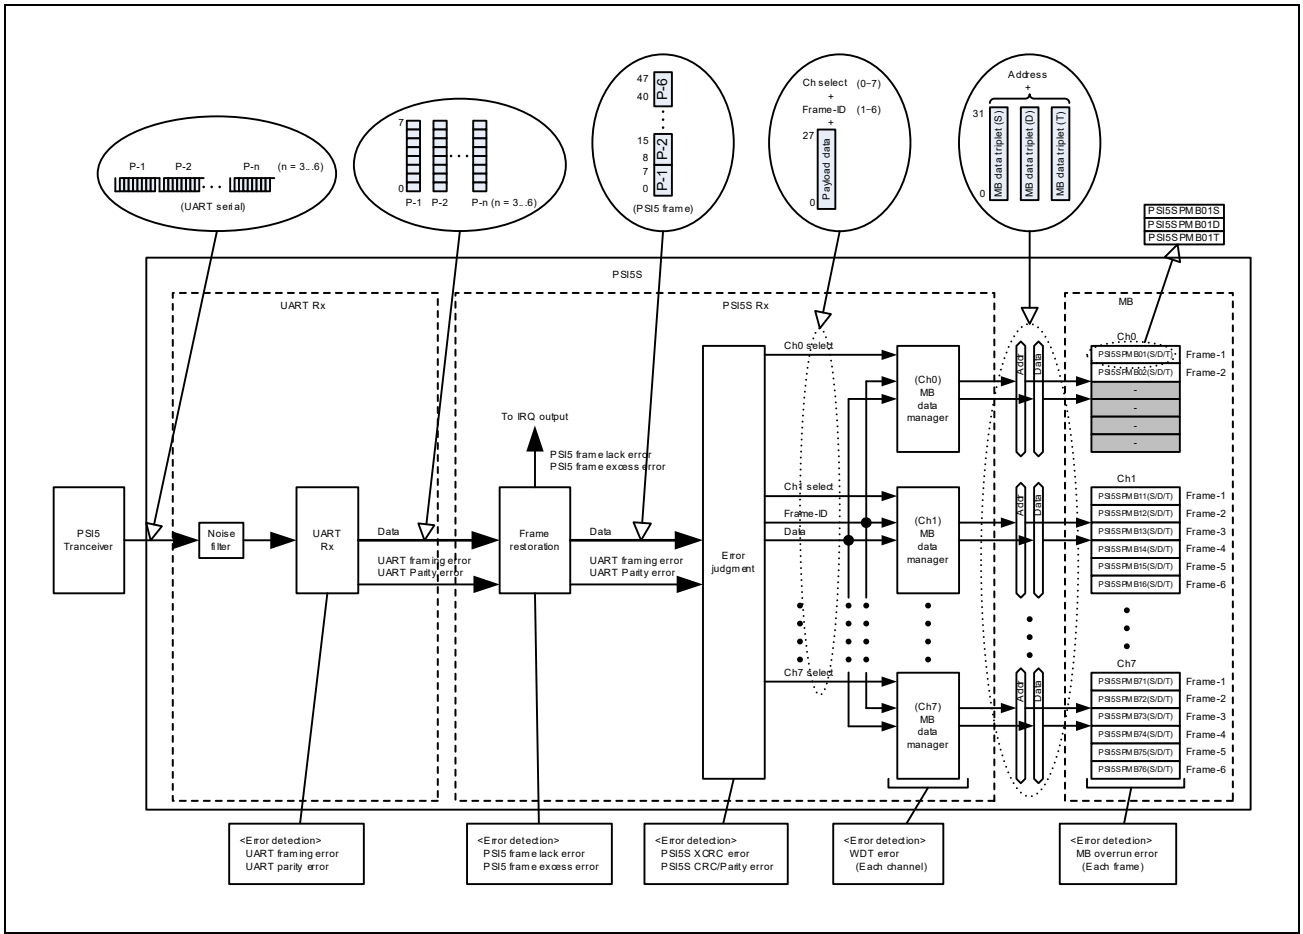 P-1 P-2 P-n (n = 3...6)
(UART serial)
7
0
P-1 P-2 P-n (n = 3...6)
47
40
P-6
15
8
P-2
7
0
P-1
(PSI5 frame)
Ch select (0~7)
+
Frame-ID (1~6)
+
27
0
Payload data
Address
+
31
0
MB data triplet (S)
MB data triplet (D)
MB data triplet (T)
PSI5SPMB01S
PSI5SPMB01D
PSI5SPMB01T
PSI5S
UART Rx
PSI5S Rx
MB
PSI5
Tranceiver
Noise
filter
UART
Rx
Data
UART framing error
UART Parity error
To IRQ output
PSI5 frame lack error
PSI5 frame excess error
Frame
restoration
Data
UART framing error
UART Parity error
Error
judgment
Ch0 select
Ch1 select
Frame-ID
Data
Ch7 select
(Ch0)
MB
data
manager
(Ch1)
MB
data
manager
(Ch7)
MB
data
manager
Addr
Data
Addr
Data
Addr
Data
Ch0
PSI5SPMB01(S/D/T) Frame-1
PSI5SPMB02(S/D/T) Frame-2
-
-
-
-
Ch1
PSI5SPMB11(S/D/T) Frame-1
PSI5SPMB12(S/D/T) Frame-2
PSI5SPMB13(S/D/T) Frame-3
PSI5SPMB14(S/D/T) Frame-4
PSI5SPMB15(S/D/T) Frame-5
PSI5SPMB16(S/D/T) Frame-6
Ch7
PSI5SPMB71(S/D/T) Frame-1
PSI5SPMB72(S/D/T) Frame-2
PSI5SPMB73(S/D/T) Frame-3
PSI5SPMB74(S/D/T) Frame-4
PSI5SPMB75(S/D/T) Frame-5
PSI5SPMB76(S/D/T) Frame-6
<Error detection>
UART framing error
UART parity error
<Error detection>
PSI5 frame lack error
PSI5 frame excess error
<Error detection>
PSI5S XCRC error
PSI5S CRC/Parity error
<Error detection>
WDT error
(Each channel)
<Error detection>
MB overrun error
(Each frame)